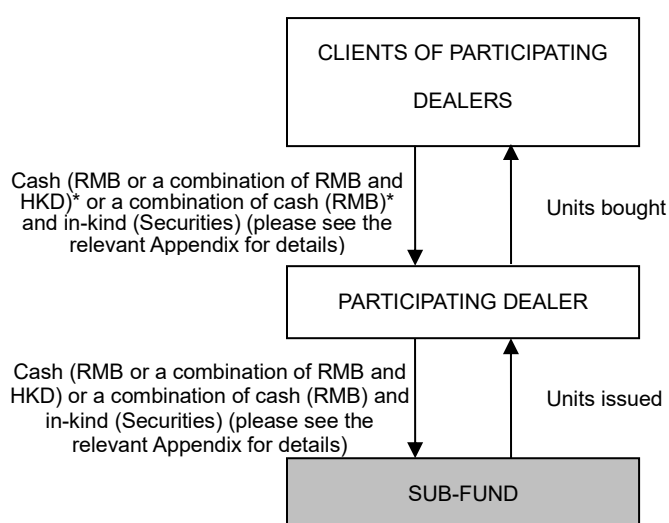 CLIENTS OF PARTICIPATING
DEALERS
Cash (RMB or a combination of RMB and
HKD)* or a combination of cash (RMB)*
and in-kind (Securities) (please see the
relevant Appendix for details)
Units bought
PARTICIPATING DEALER
Cash (RMB or a combination of RMB and
HKD) or a combination of cash (RMB) and
in-kind (Securities) (please see the
relevant Appendix for details)
Units issued
SUB-FUND